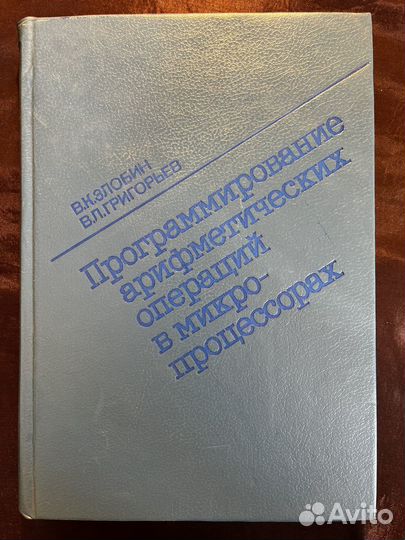 В.К.ЗЛОБИН
В.Л.ГРИГОРЬЕВ
Программирование
арифметических
операций
в микро-
процессорах
Avito